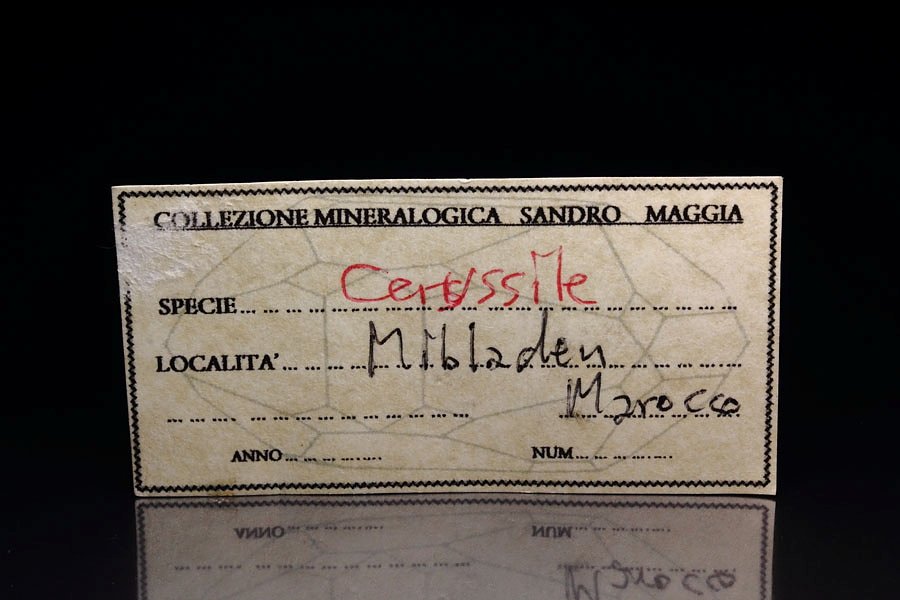 COLLEZIONE MINERALOGICA SANDRO MAGGIA
SPECIE... Cerussite
LOCALITA'... Mibladen
Marocco
ANNO... NUM...